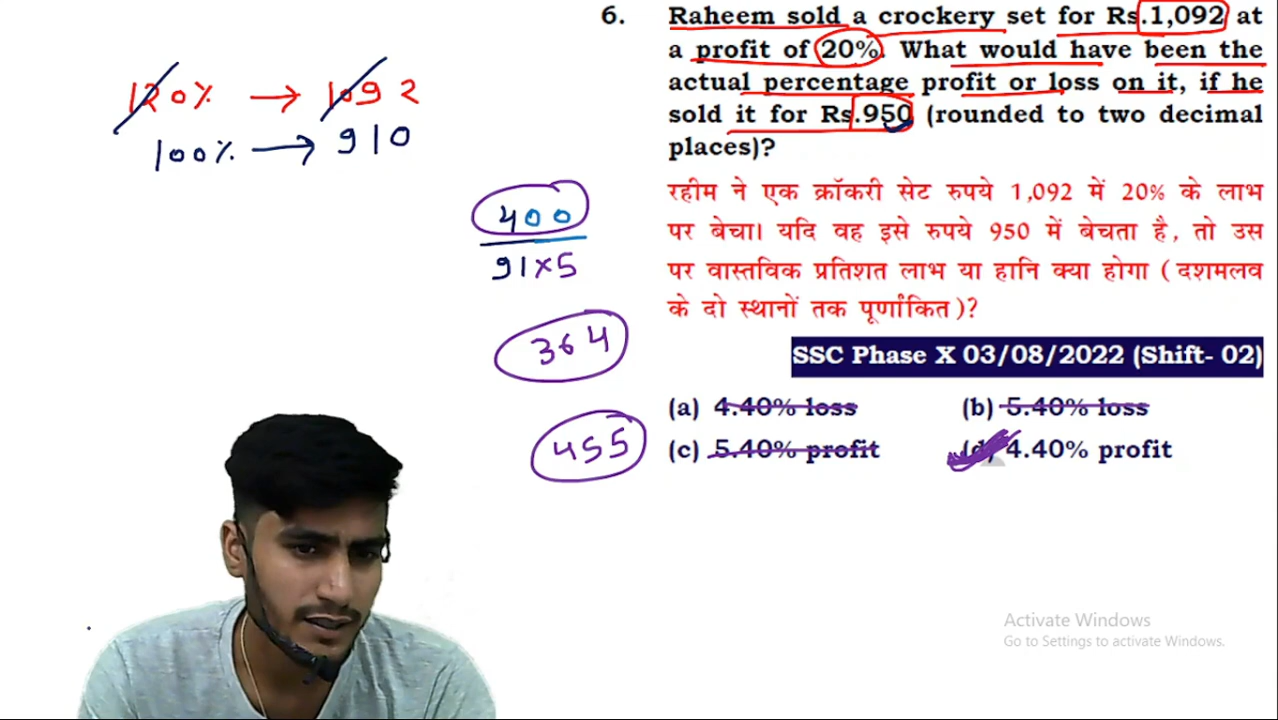 6. Raheem sold a crockery set for Rs.1,092 at
a profit of 20%. What would have been the
actual percentage profit or loss on it, if he
sold it for Rs.950 (rounded to two decimal
places)?
रहीम ने एक क्रॉकरी सेट रुपये 1,092 में 20% के लाभ
पर बेचा। यदि वह इसे रुपये 950 में बेचता है, तो उस
पर वास्तविक प्रतिशत लाभ या हानि क्या होगा (दशमलव
के दो स्थानों तक पूर्णांकित)?
SSC Phase X 03/08/2022 (Shift- 02)
(a) 4.40% loss (b) 5.40% loss
(c) 5.40% profit (d) 4.40% profit
120% → 1092
100% → 910
400
91×5
364
455
Activate Windows
Go to Settings to activate Windows.